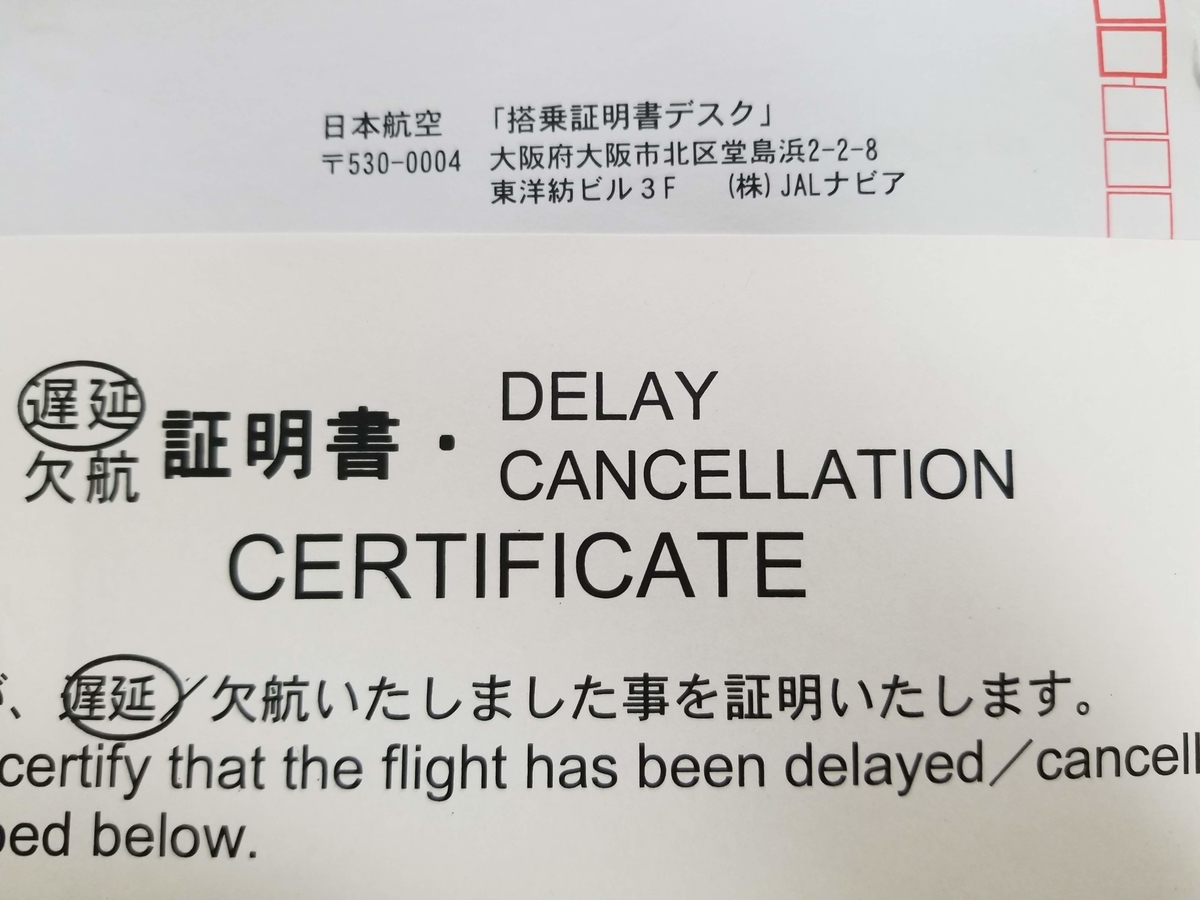 日本航空 「搭乗証明書デスク」
〒530-0004 大阪府大阪市北区堂島浜2-2-8
東洋紡ビル3F (株)JALナビア
遅延
欠航
証明書・
DELAY
CANCELLATION
CERTIFICATE
、遅延／欠航いたしました事を証明いたします。
certify that the flight has been delayed／
below.